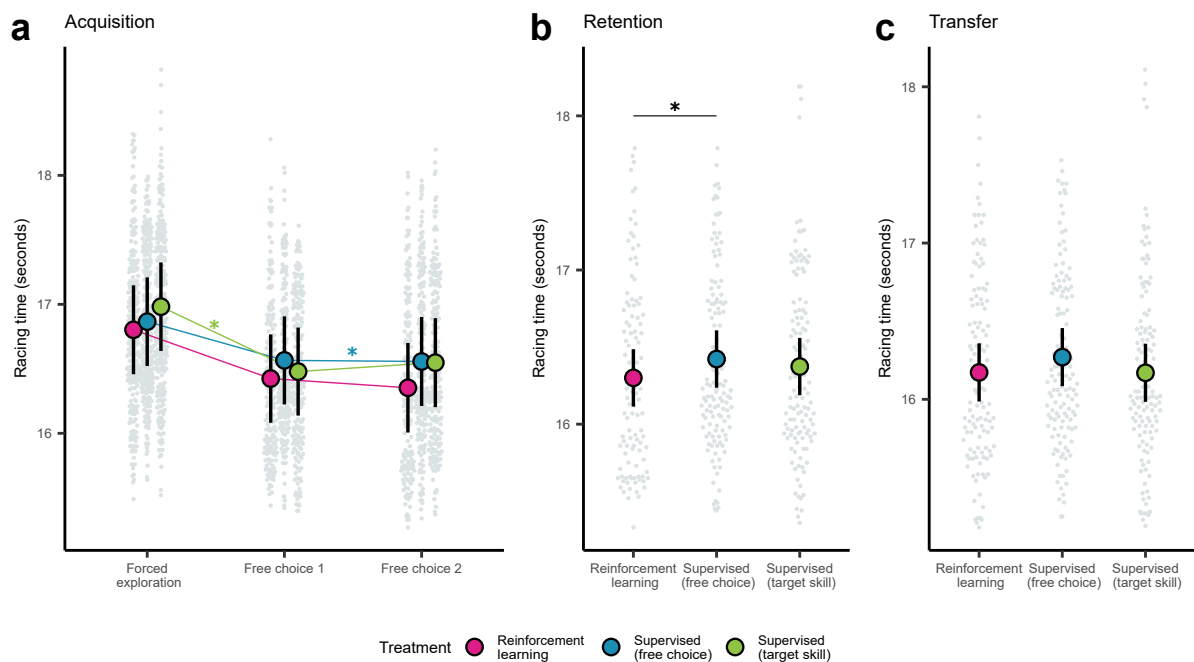 a
Acquisition
Racing time (seconds)
18
17
16
*
*
Forced
exploration
Free choice 1
Free choice 2
b
Retention
Racing time (seconds)
18
17
16
*
Reinforcement
learning
Supervised
(free choice)
Supervised
(target skill)
c
Transfer
Racing time (seconds)
18
17
16
Reinforcement
learning
Supervised
(free choice)
Supervised
(target skill)
Treatment
Reinforcement
learning
Supervised
(free choice)
Supervised
(target skill)